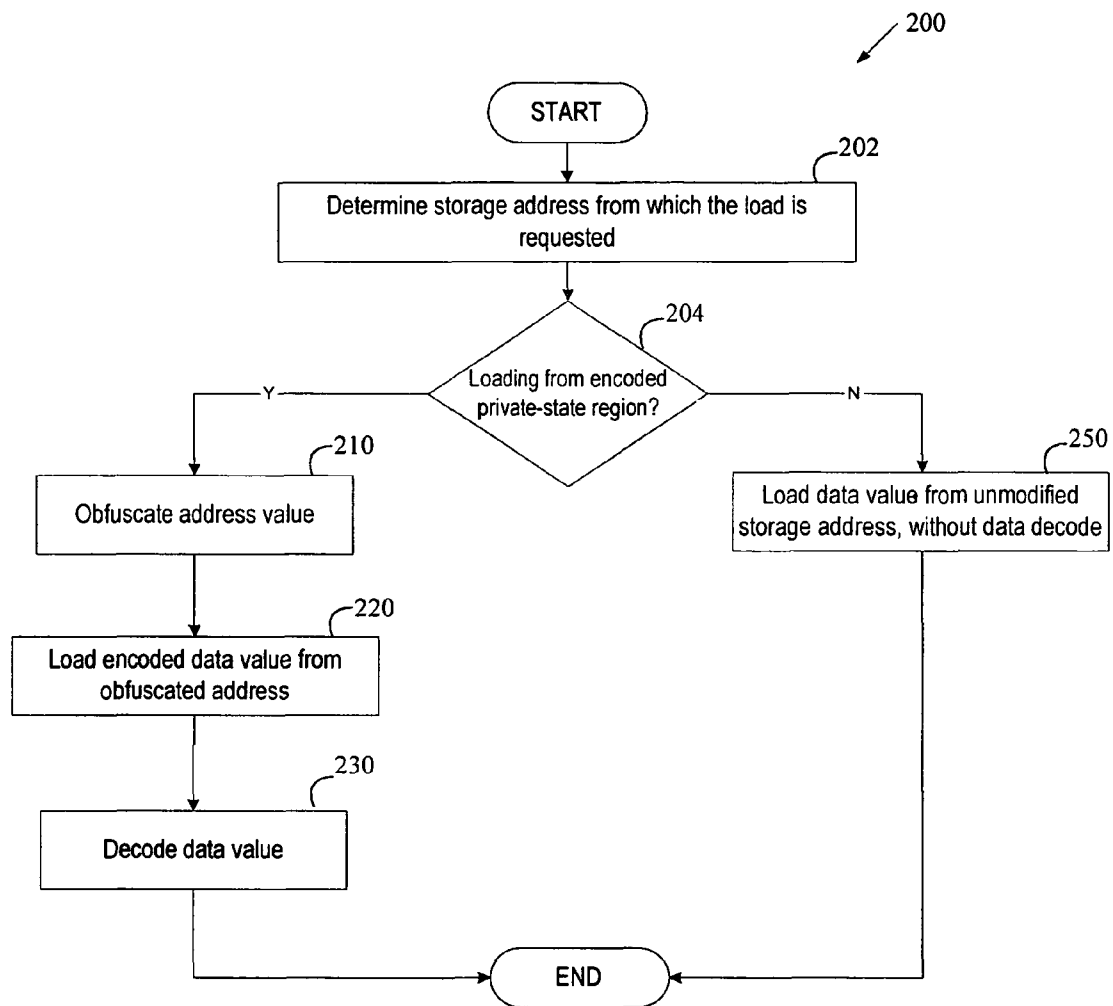 200
START
202
Determine storage address from which the load is
requested
204
Loading from encoded
private-state region?
Y
N
210
Obfuscate address value
250
Load data value from unmodified
storage address, without data decode
220
Load encoded data value from
obfuscated address
230
Decode data value
END